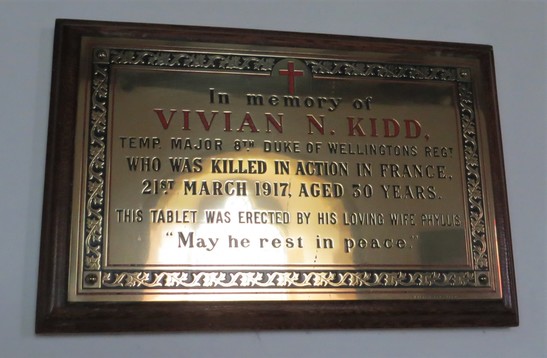 In memory of
VIVIAN N. KIDD,
TEMP. MAJOR 8TH DUKE OF WELLINGTONS REGT
WHO WAS KILLED IN ACTION IN FRANCE,
21ST MARCH 1917, AGED 30 YEARS.
THIS TABLET WAS ERECTED BY HIS LOVING WIFE PHYLLIS
"May he rest in peace."